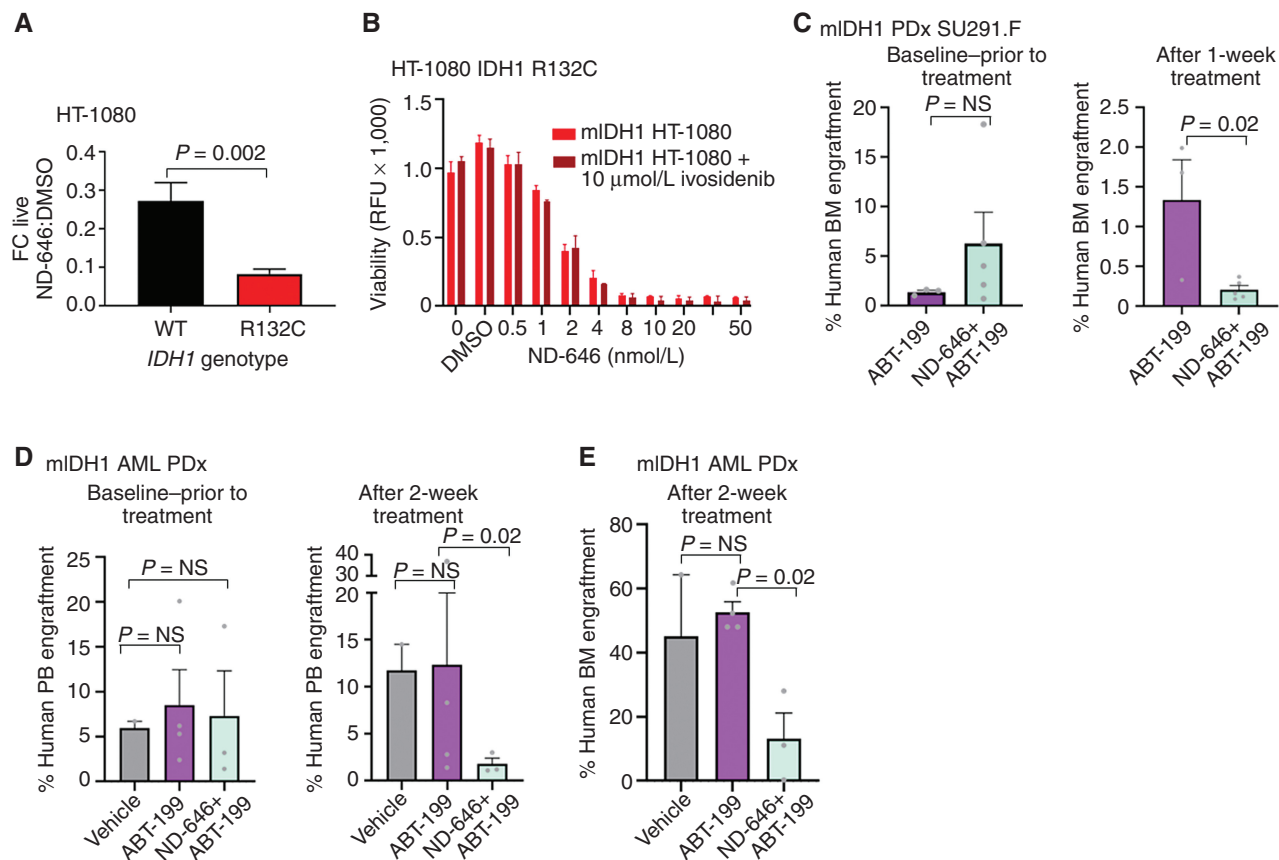 A
HT-1080
P = 0.002
FC live
ND-646:DMSO
0.4
0.3
0.2
0.1
0
WT
R132C
IDH1 genotype
B
HT-1080 IDH1 R132C
Viability (RFU × 1,000)
1.5
1.0
0.5
0
mIDH1 HT-1080
mIDH1 HT-1080 +
10 μmol/L ivosidenib
0
DMSO
0.5
1
2
4
8
10
20
50
ND-646 (nmol/L)
C
mIDH1 PDx SU291.F
Baseline–prior to
treatment
P = NS
% Human BM engraftment
20
15
10
5
0
ABT-199
ND-646+
ABT-199
After 1-week
treatment
P = 0.02
% Human BM engraftment
2.0
1.5
1.0
0.5
0
ABT-199
ND-646+
ABT-199
D
mIDH1 AML PDx
Baseline–prior to
treatment
P = NS
P = NS
% Human PB engraftment
25
20
15
10
5
0
Vehicle
ABT-199
ND-646+
ABT-199
After 2-week
treatment
P = 0.02
P = NS
% Human PB engraftment
40
30
20
15
10
5
0
Vehicle
ABT-199
ND-646+
ABT-199
E
mIDH1 AML PDx
After 2-week
treatment
P = NS
P = 0.02
% Human BM engraftment
80
60
40
20
0
Vehicle
ABT-199
ND-646+
ABT-199